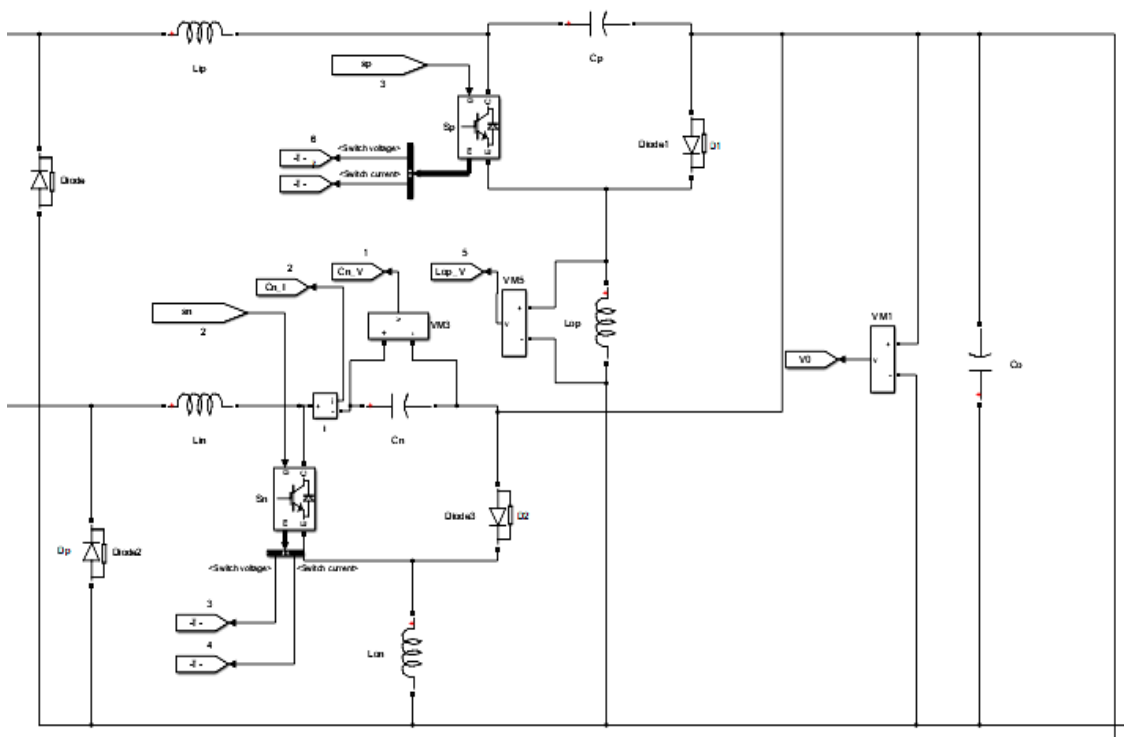 Lip
Cp
sp
3
g C
Sp
E E
Diode1
D1
6
<Switch voltage>
<Switch current>
Diode
1
Cn_V
2
Cn_I
5
Lop_V
VM5
+
v
-
Lop
sn
2
v
+ -
VM3
VM1
+
v
-
V0
Co
Lin
+ i
-
I
Cn
g C
Sn
E E
Diode3
D2
Dp
Diode2
<Switch voltage>
<Switch current>
3
4
Lon